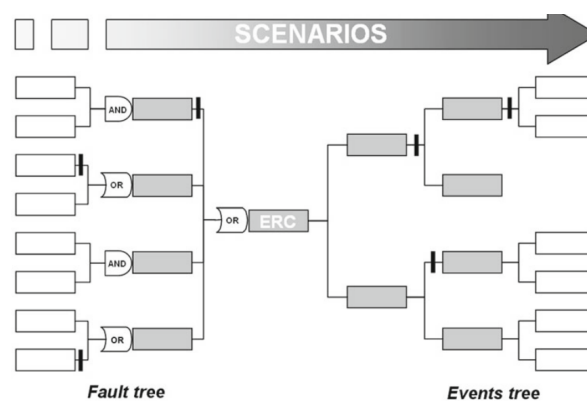 SCENARIOS
AND
OR
OR
ERC
AND
OR
Fault tree
Events tree